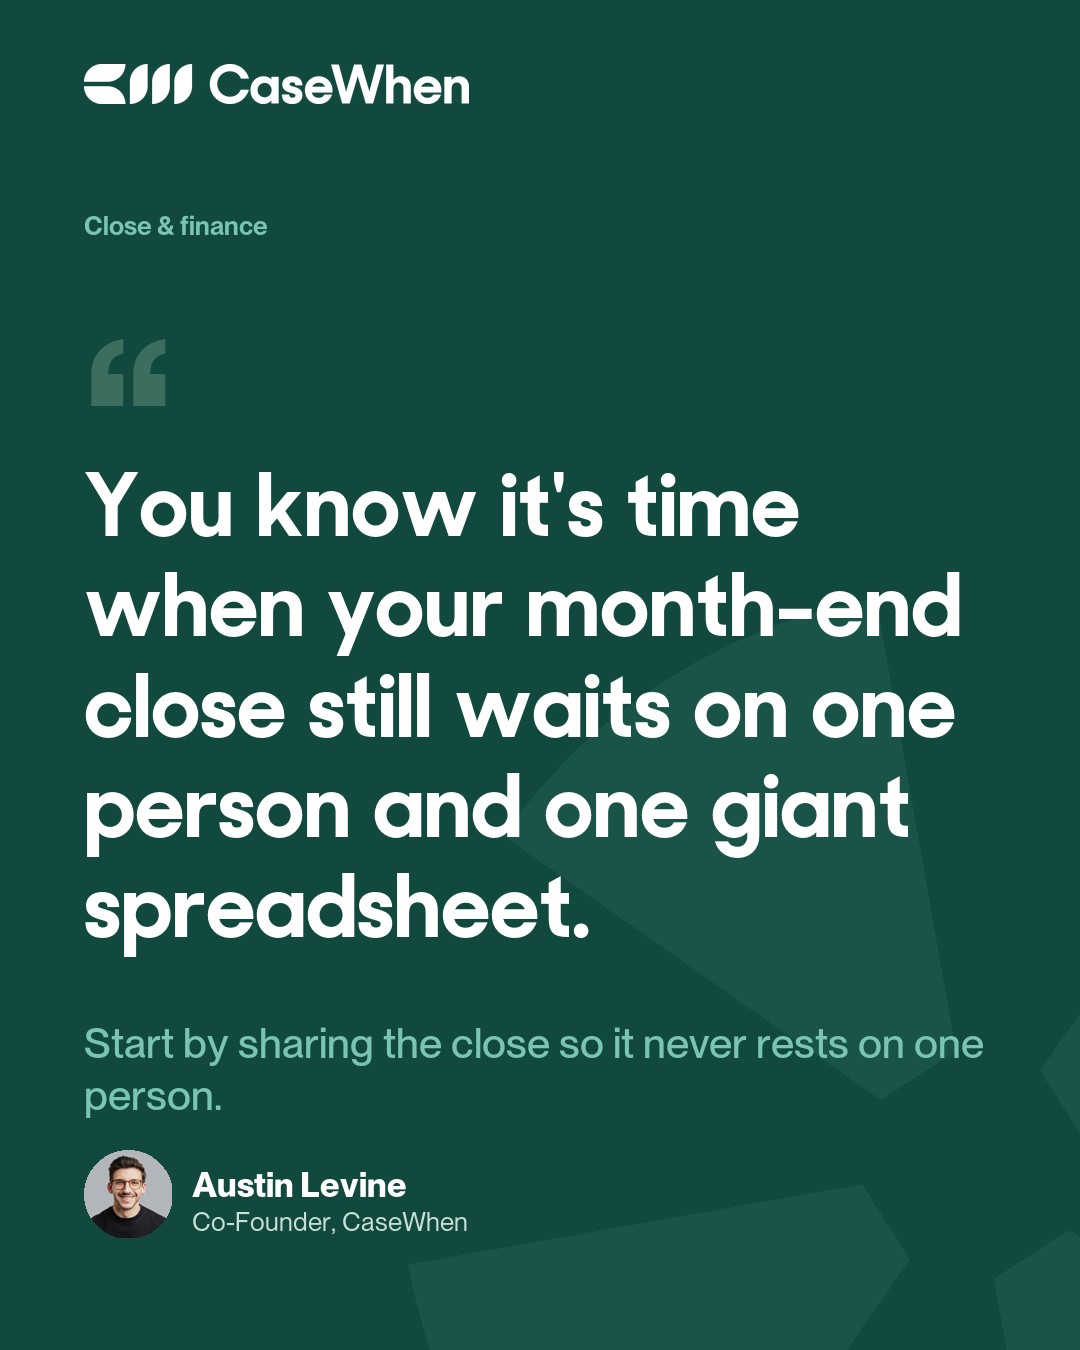 CaseWhen
Close & finance
“
You know it's time
when your month-end
close still waits on one
person and one giant
spreadsheet.
Start by sharing the close so it never rests on one
person.
Austin Levine
Co-Founder, CaseWhen